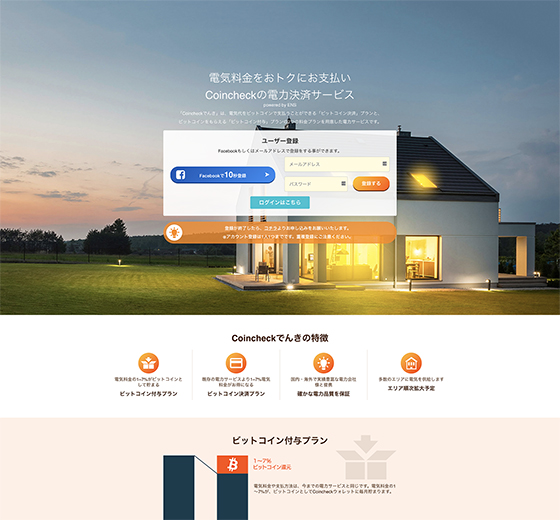 電気料金をおトクにお支払い
Coincheckの電力決済サービス
powered by E NS
「Coincheckでんき」は、電気代をビットコインで支払うことができる「ビットコイン決済」プランと、
ビットコインをもらえる「ビットコイン付与」プランの2つの料金プランを用意した電力サービスです。
ユーザー登録
Facebookもしくはメールアドレスで登録をする事ができます。
Facebookで10秒登録
メールアドレス
パスワード
登録する
ログインはこちら
登録が完了したら、コチラよりお申し込みをお願いいたします。
※アカウント登録は1人1つまでです。重複登録にご注意ください。
Coincheckでんきの特徴
電気料金の1~7%がビットコインと
して貯まる
ビットコイン付与プラン
既存の電力サービスより1~7%電気
料金がお得になる
ビットコイン決済プラン
国内・海外で実績豊富な電力会社
様と提携
確かな電力品質を保証
多数のエリアに電気を供給します
エリア順次拡大予定
ビットコイン付与プラン
1〜7%
ビットコイン還元
電気料金や支払方法は、今までの電力サービスと同じです。電気料金の1
〜7%が、ビットコインとしてCoincheckウォレットに毎月貯まります。